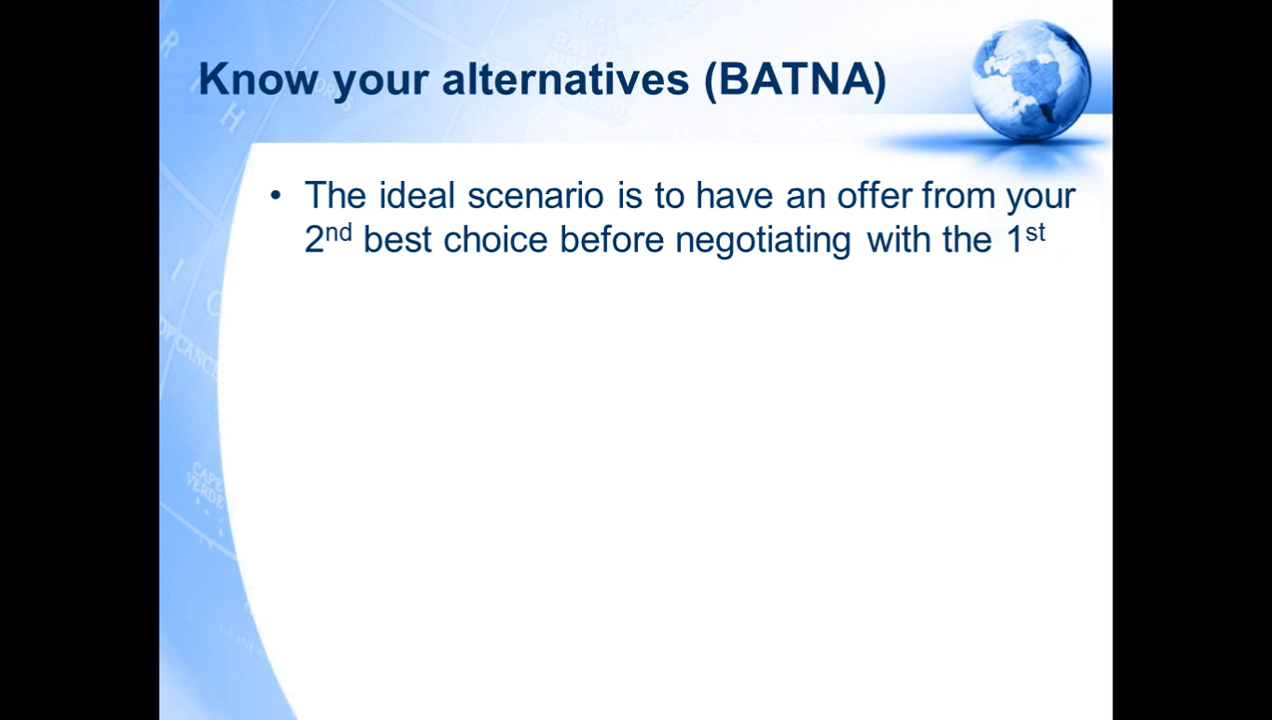 Know your alternatives (BATNA)
• The ideal scenario is to have an offer from your
2nd best choice before negotiating with the 1st